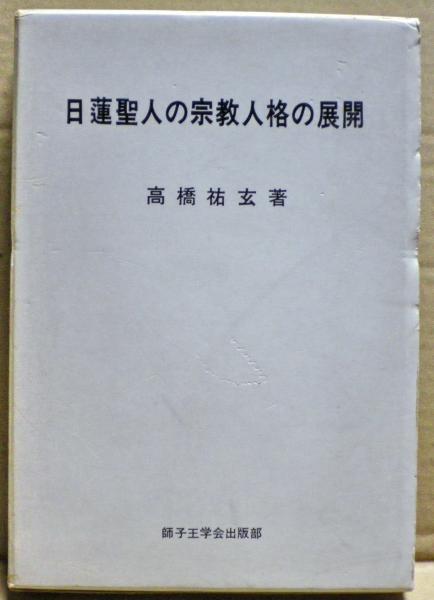 日蓮聖人の宗教人格の展開
高橋祐玄著
師子王学会出版部